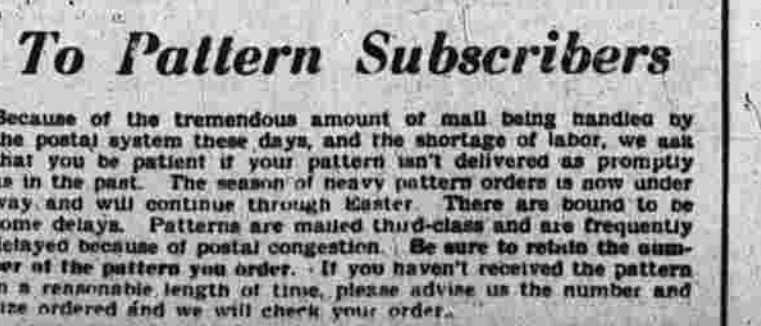 To Pattern Subscribers
Because of the tremendous amount of mail being handled by
the postal system these days, and the shortage of labor, we ask
that you be patient if your pattern isn't delivered as promptly
as in the past. The season of heavy pattern orders is now under
way and will continue through Easter. There are bound to be
some delays. Patterns are mailed third-class and are frequently
delayed because of postal congestion. Be sure to retain the num-
ber of the pattern you order. If you haven't received the pattern
in a reasonable length of time, please advise us the number and
size ordered and we will check your order.